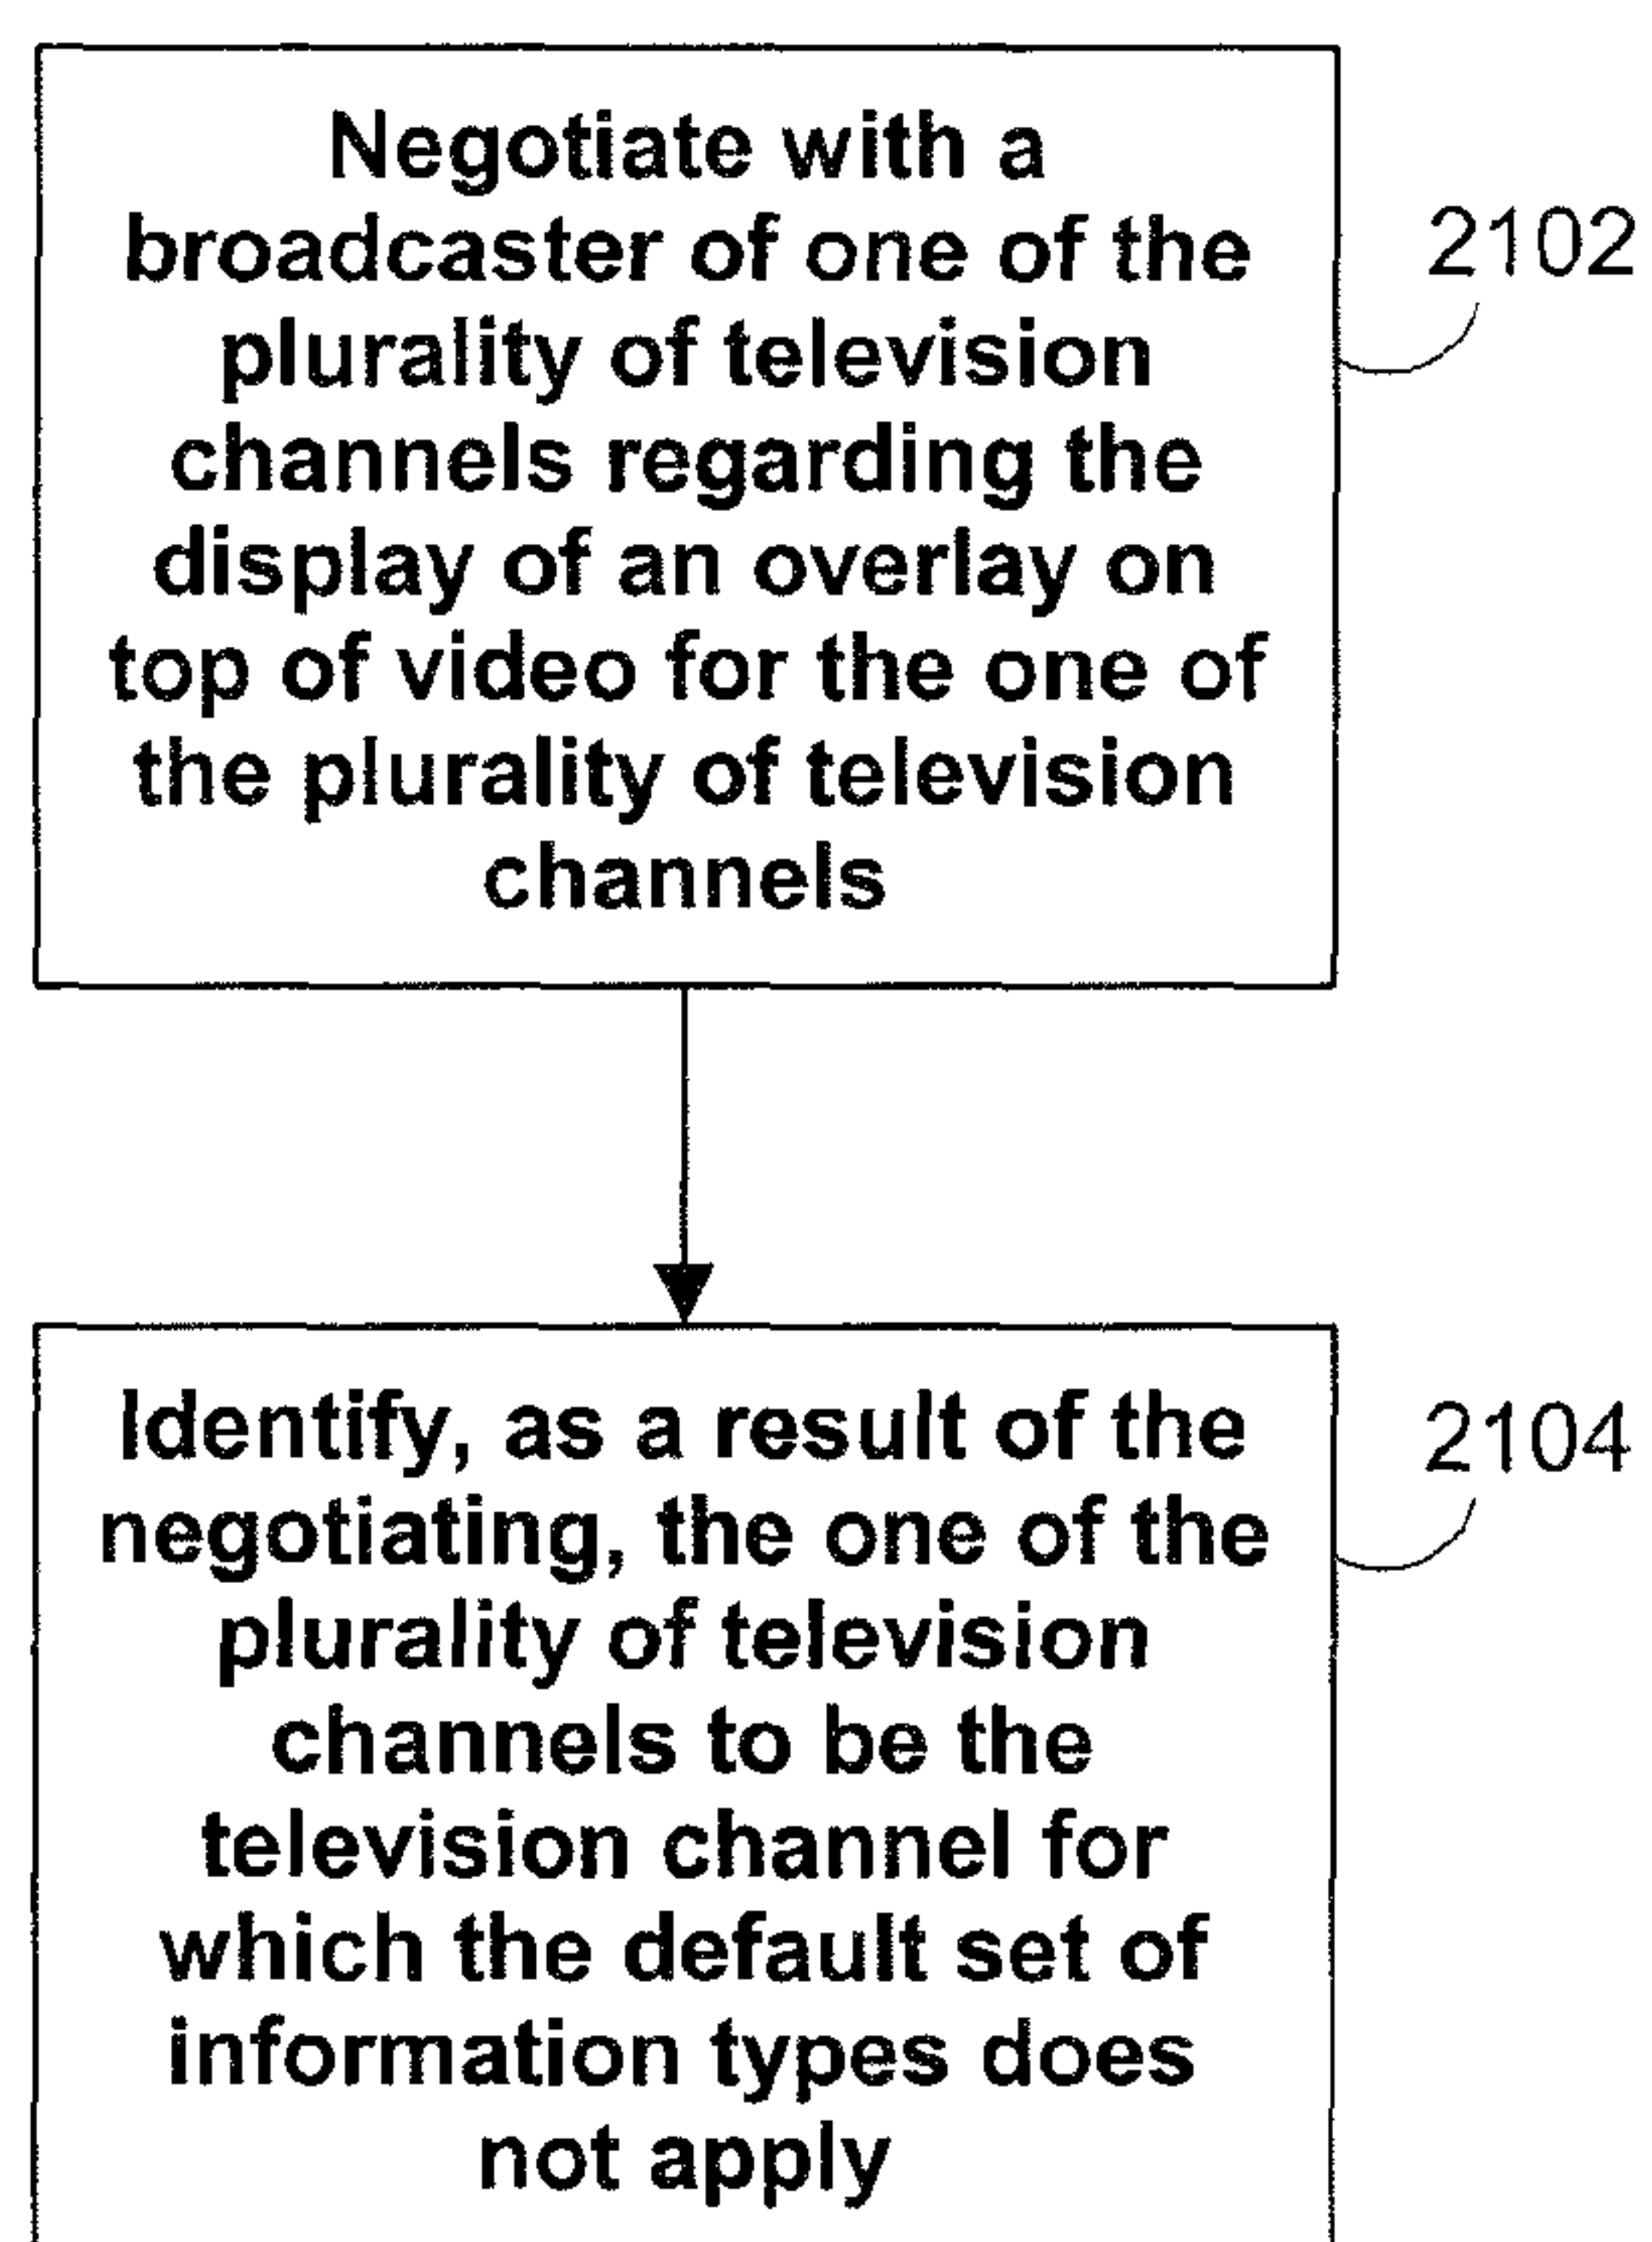 Negotiate with a
broadcaster of one of the
plurality of television
channels regarding the
display of an overlay on
top of video for the one of
the plurality of television
channels
2102
Identify, as a result of the
negotiating, the one of the
plurality of television
channels to be the
television channel for
which the default set of
information types does
not apply
2104